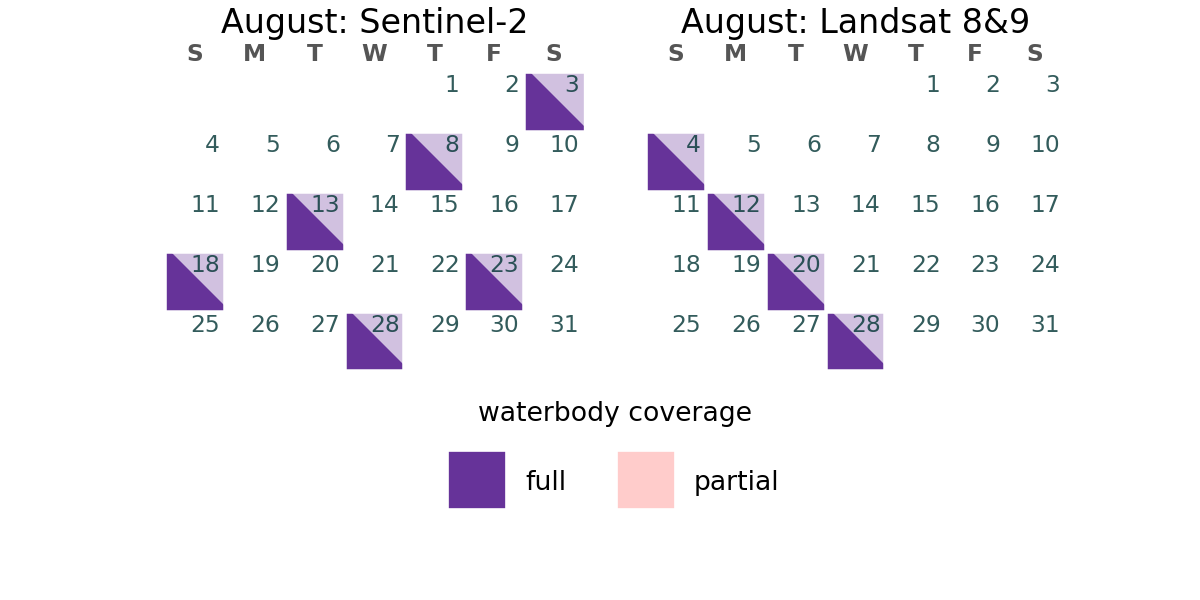 August: Sentinel-2
S M T W T F S
1 2 3
4 5 6 7 8 9 10
11 12 13 14 15 16 17
18 19 20 21 22 23 24
25 26 27 28 29 30 31
August: Landsat 8&9
S M T W T F S
1 2 3
4 5 6 7 8 9 10
11 12 13 14 15 16 17
18 19 20 21 22 23 24
25 26 27 28 29 30 31
waterbody coverage
full partial